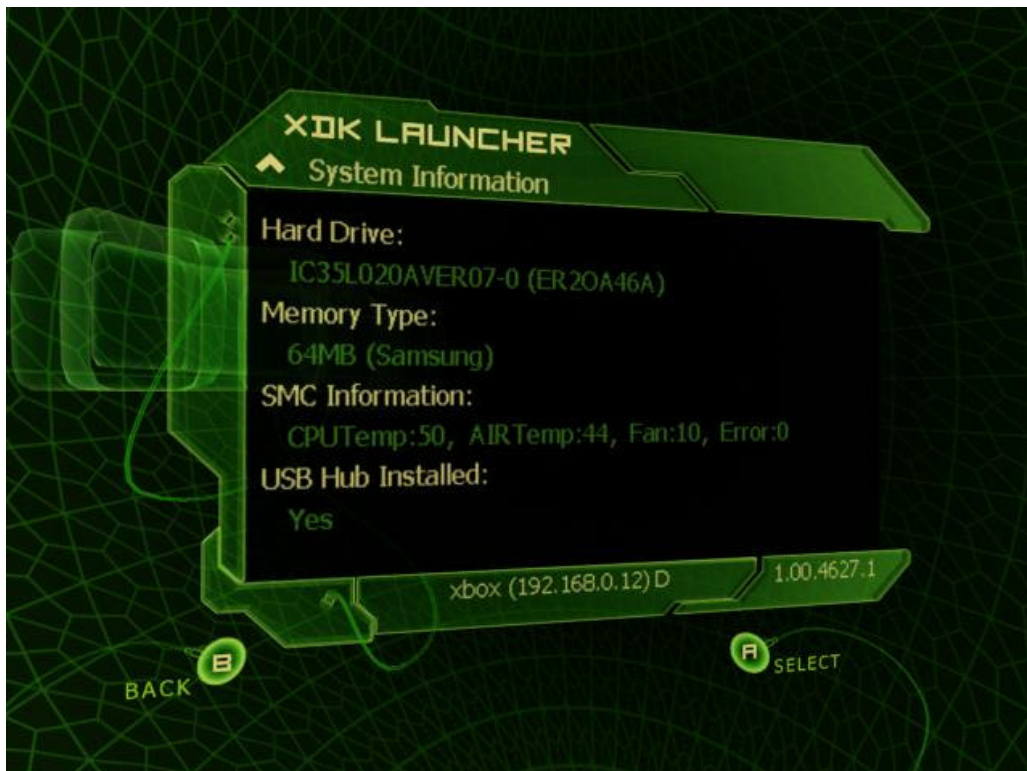 XDK LAUNCHER
System Information
Hard Drive:
IC35L020AVER07-0 (ER2OA46A)
Memory Type:
64MB (Samsung)
SMC Information:
CPUTemp:50, AIRTemp:44, Fan:10, Error:0
USB Hub Installed:
Yes
xbox (192.168.0.12) D
1.00.4627.1
B
BACK
A
SELECT